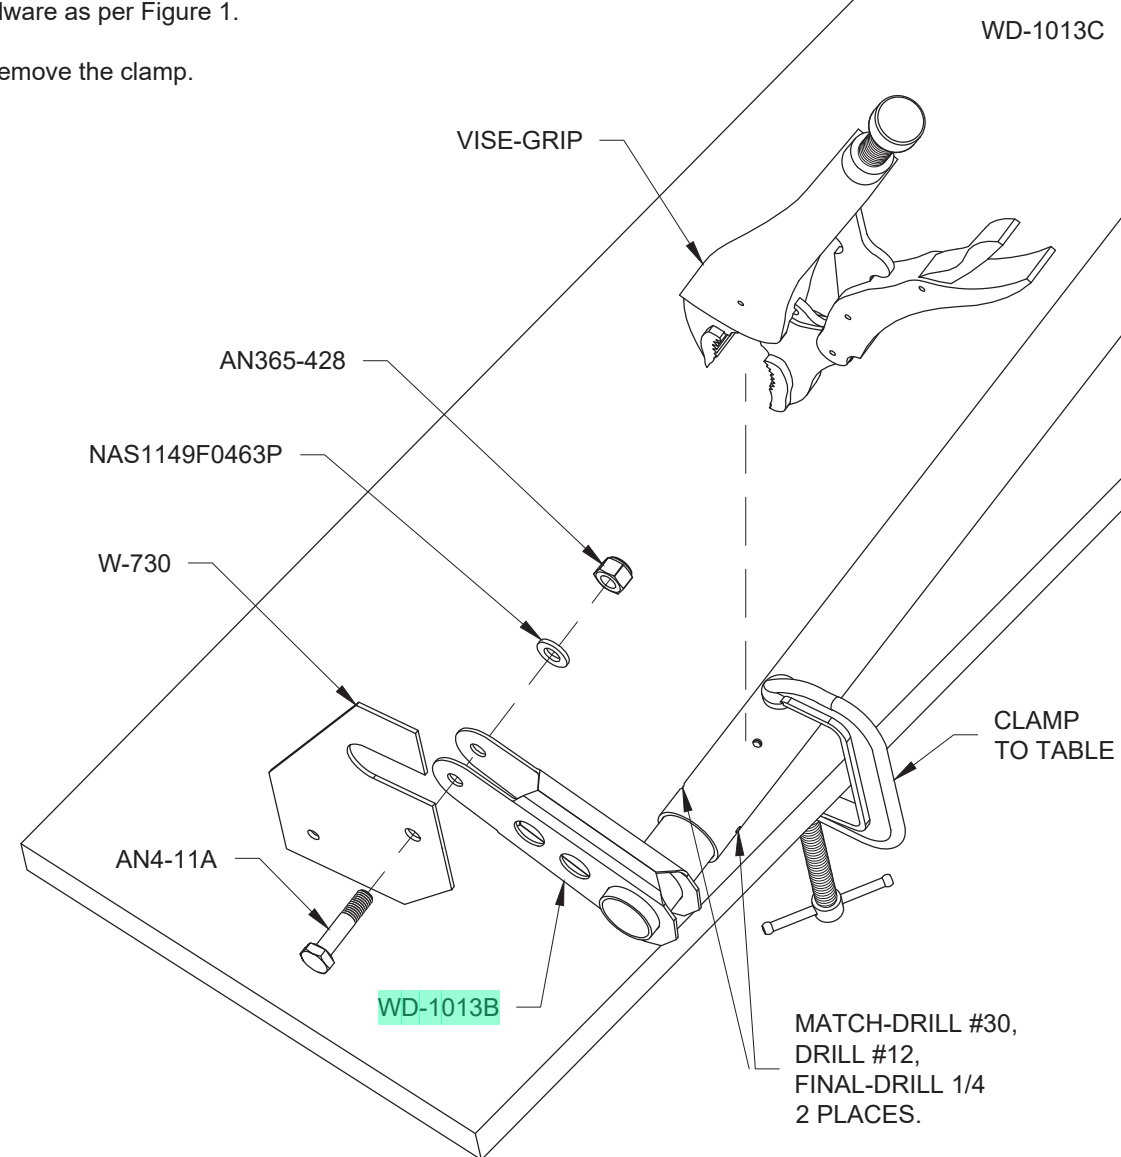 dware as per Figure 1.
emove the clamp.
WD-1013C
VISE-GRIP
AN365-428
NAS1149F0463P
W-730
CLAMP
TO TABLE
AN4-11A
WD-1013B
MATCH-DRILL #30,
DRILL #12,
FINAL-DRILL 1/4
2 PLACES.